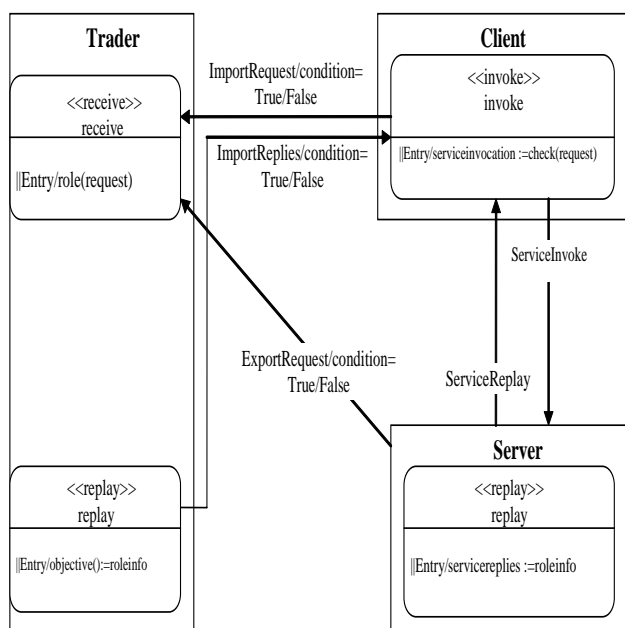 Trader
<<receive>>
receive
||Entry/role(request)
ImportRequest/condition=
True/False
ImportReplies/condition=
True/False
Client
<<invoke>>
invoke
||Entry/serviceinvocation :=check(request)
ServiceInvoke
ExportRequest/condition=
True/False
ServiceReplay
<<replay>>
replay
||Entry/objective():=roleinfo
Server
<<replay>>
replay
||Entry/servicereplies :=roleinfo